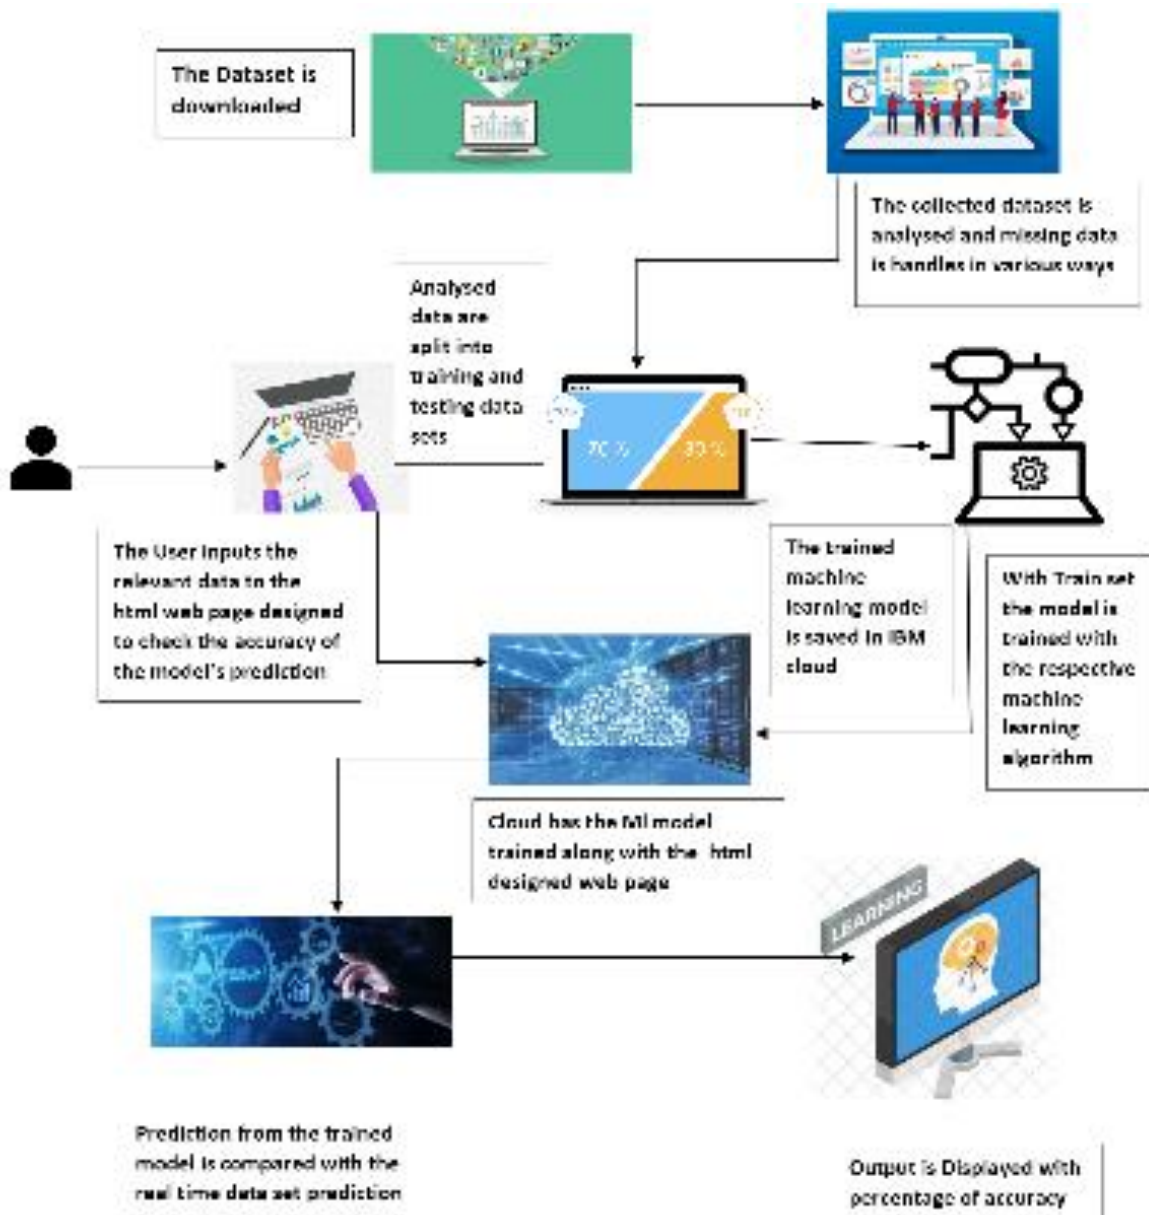 The Dataset is
downloaded
The collected dataset is
analysed and missing data
is handles in various ways
Analysed
data are
split into
training and
testing data
sets
70 %
30 %
The User Inputs the
relevant data to the
html web page designed
to check the accuracy of
the model's prediction
The trained
machine
learning model
is saved in IBM
cloud
With Train set
the model is
trained with
the respective
machine
learning
algorithm
Cloud has the Ml model
trained along with the html
designed web page
LEARNING
Prediction from the trained
model is compared with the
real time data set prediction
Output is Displayed with
percentage of accuracy